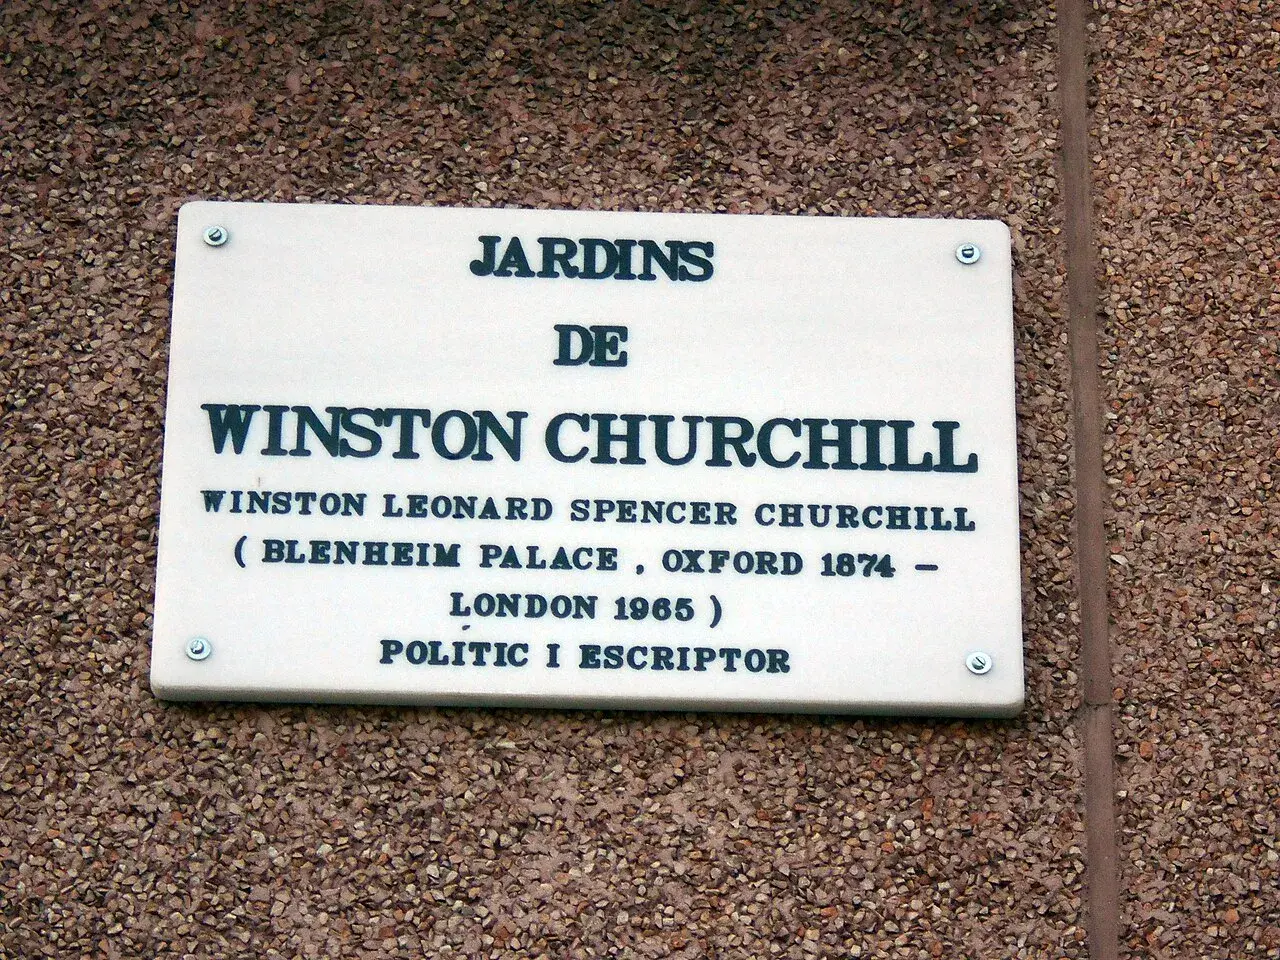 JARDINS
DE
WINSTON CHURCHILL
WINSTON LEONARD SPENCER CHURCHILL
( BLENHEIM PALACE , OXFORD 1874 –
LONDON 1965 )
POLITIC I ESCRIPTOR